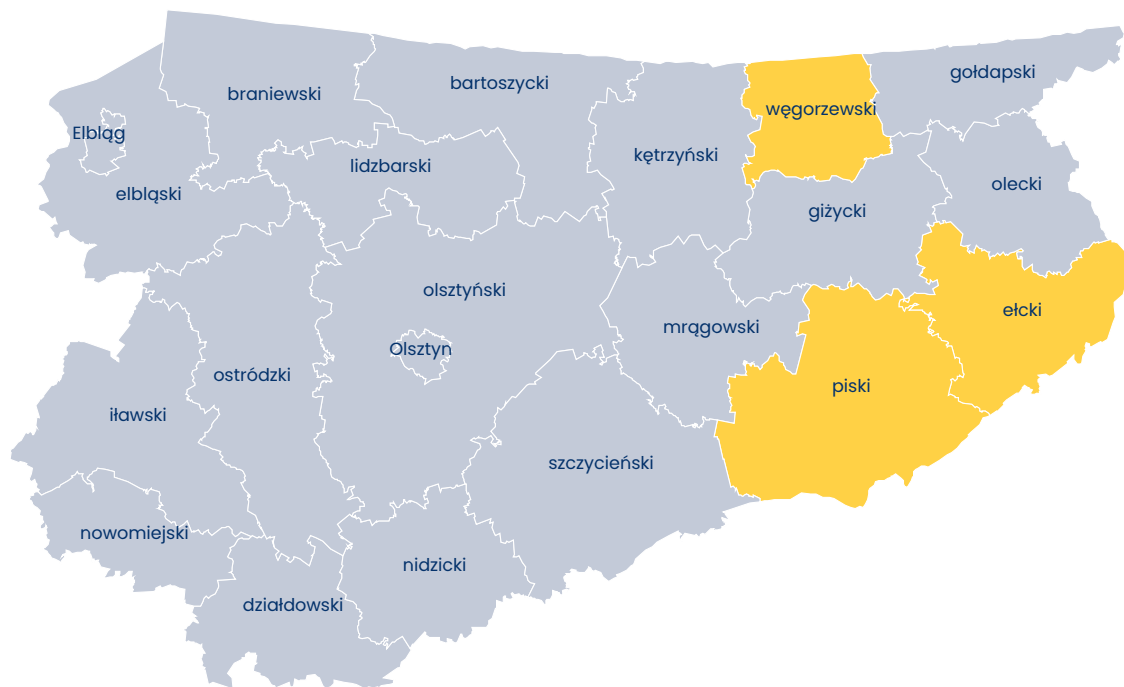 gołdapski
bartoszycki
braniewski
węgorzewski
Elbląg
kętrzyński
lidzbarski
olecki
elbląski
giżycki
olsztyński
ełcki
mrągowski
Olsztyn
ostródzki
piski
iławski
szczycieński
nowomiejski
nidzicki
działdowski